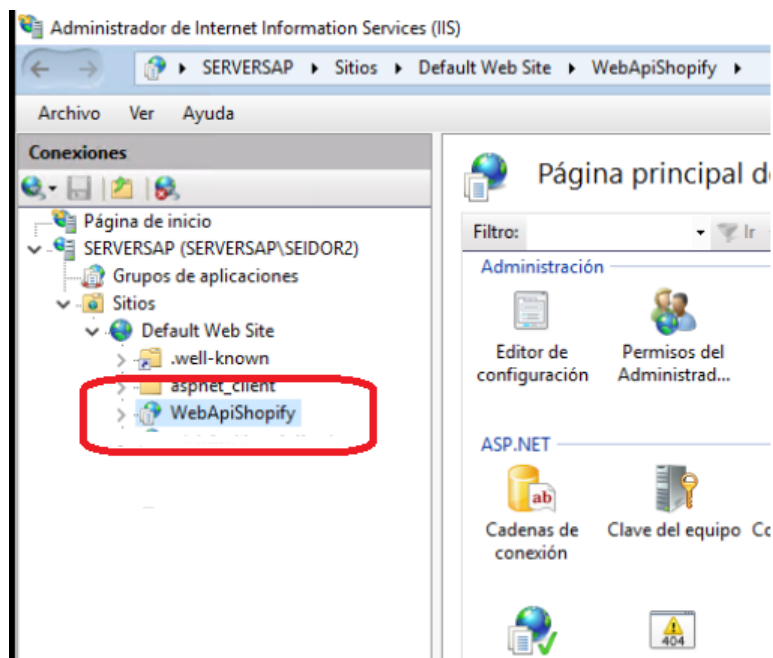 Administrador de Internet Information Services (IIS)
SERVERSAP Sitios Default Web Site WebApiShopify
Archivo Ver Ayuda
Conexiones
Página de inicio
SERVERSAP (SERVERSAP\SEIDOR2)
Grupos de aplicaciones
Sitios
Default Web Site
.well-known
aspnet_client
WebApiShopify
Página principal de
Filtro:
Ir
Administración
Editor de
configuración
Permisos del
Administrad...
ASP.NET
ab
Cadenas de
conexión
Clave del equipo
404